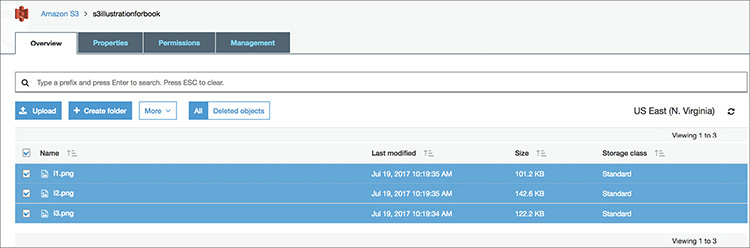 Amazon S3 > s3illustrationforbook
Overview Properties Permissions Management
Type a prefix and press Enter to search. Press ESC to clear.
Upload + Create folder More All Deleted objects US East (N. Virginia)
Viewing 1 to 3
Name Last modified Size Storage class
i1.png Jul 19, 2017 10:19:35 AM 101.2 KB Standard
i2.png Jul 19, 2017 10:19:35 AM 142.6 KB Standard
i3.png Jul 19, 2017 10:19:34 AM 122.2 KB Standard
Viewing 1 to 3